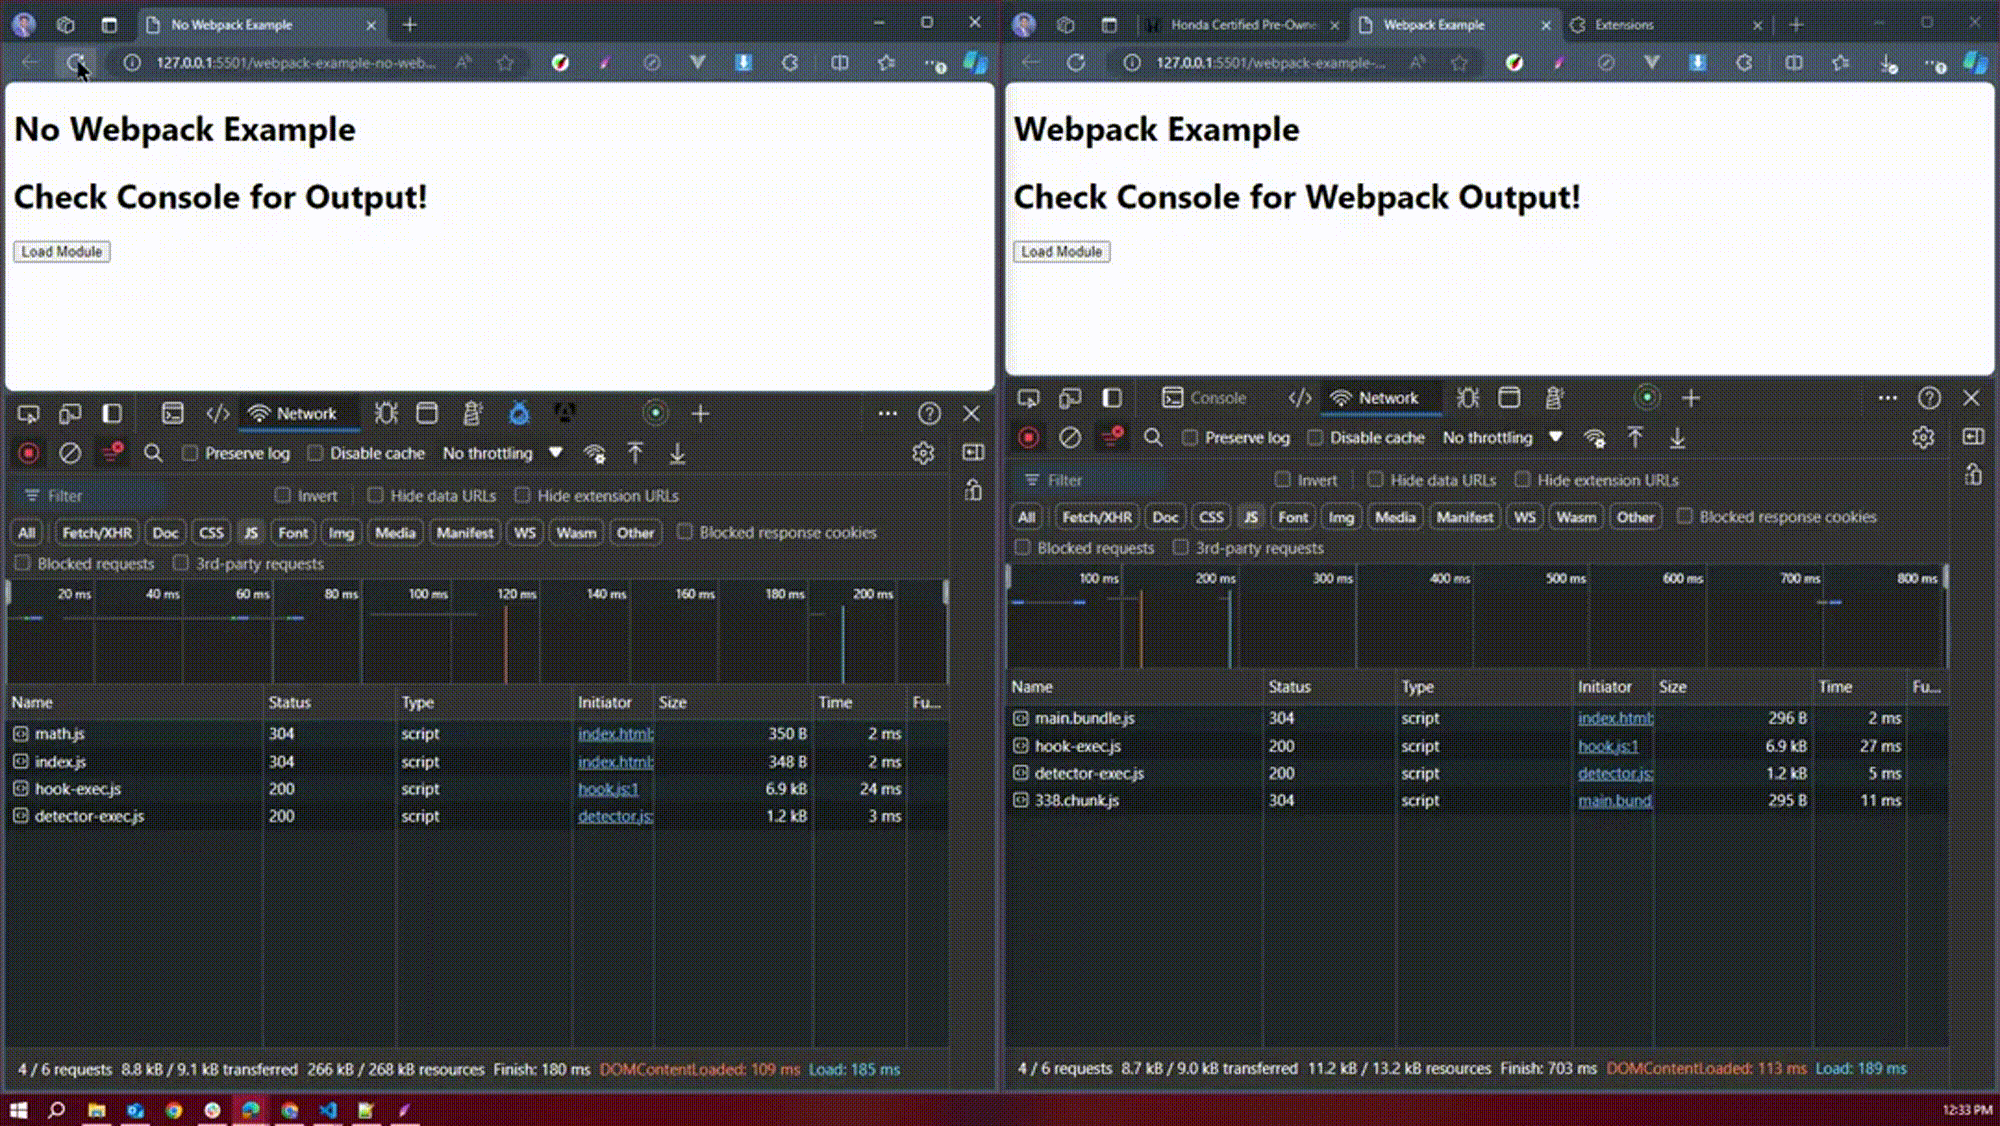 No Webpack Example
127.0.0.1:5501/webpack-example-no-web...
No Webpack Example
Check Console for Output!
Load Module
Network
Preserve log Disable cache No throttling
Filter Invert Hide data URLs Hide extension URLs
All Fetch/XHR Doc CSS JS Font Img Media Manifest WS Wasm Other Blocked response cookies
Blocked requests 3rd-party requests
20 ms 40 ms 60 ms 80 ms 100 ms 120 ms 140 ms 160 ms 180 ms 200 ms
Name Status Type Initiator Size Time Fu...
math.js 304 script index.html: 350 B 2 ms
index.js 304 script index.html: 348 B 2 ms
hook-exec.js 200 script hook.js:1 6.9 kB 24 ms
detector-exec.js 200 script detector.js: 1.2 kB 3 ms
4 / 6 requests 8.8 kB / 9.1 kB transferred 266 kB / 268 kB resources Finish: 180 ms DOMContentLoaded: 109 ms Load: 185 ms
Honda Certified Pre-Owne Webpack Example Extensions
127.0.0.1:5501/webpack-example-...
Webpack Example
Check Console for Webpack Output!
Load Module
Console Network
Preserve log Disable cache No throttling
Filter Invert Hide data URLs Hide extension URLs
All Fetch/XHR Doc CSS JS Font Img Media Manifest WS Wasm Other Blocked response cookies
Blocked requests 3rd-party requests
100 ms 200 ms 300 ms 400 ms 500 ms 600 ms 700 ms 800 ms
Name Status Type Initiator Size Time Fu...
main.bundle.js 304 script index.html: 296 B 2 ms
hook-exec.js 200 script hook.js:1 6.9 kB 27 ms
detector-exec.js 200 script detector.js: 1.2 kB 5 ms
338.chunk.js 304 script main.bund 295 B 11 ms
4 / 6 requests 8.7 kB / 9.0 kB transferred 11.2 kB / 13.2 kB resources Finish: 703 ms DOMContentLoaded: 113 ms Load: 189 ms
12:33 PM